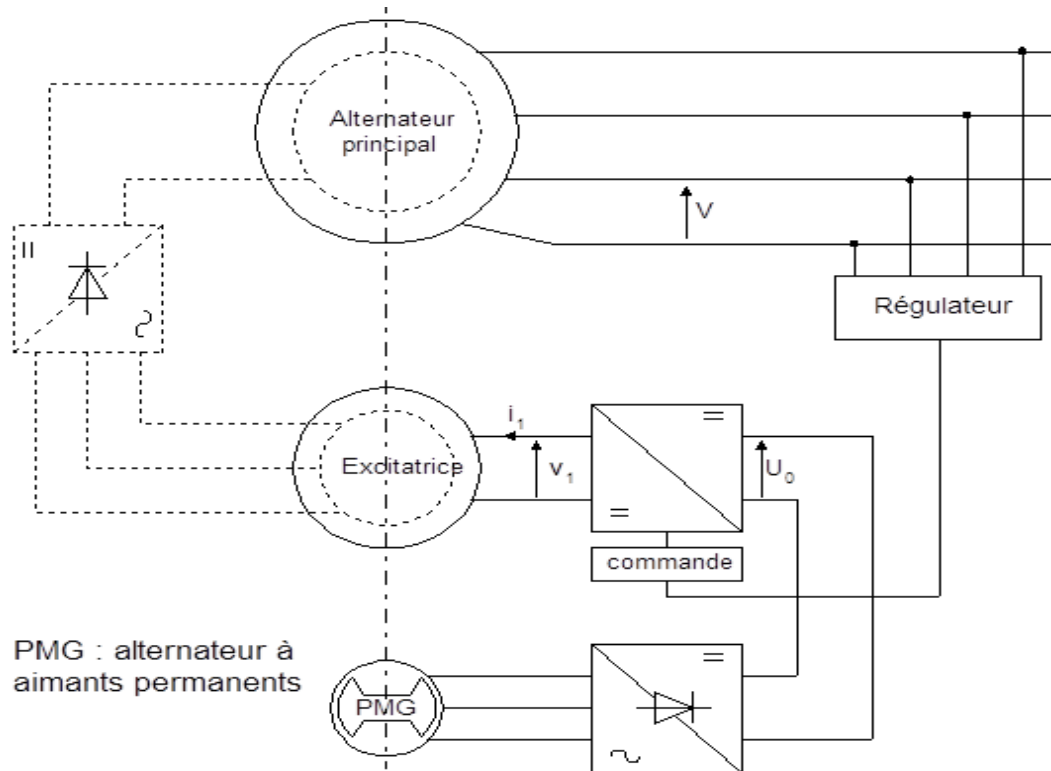 Alternateur
principal
V
Régulateur
i1
Excitatrice
v1
U0
commande
PMG : alternateur à
aimants permanents
PMG